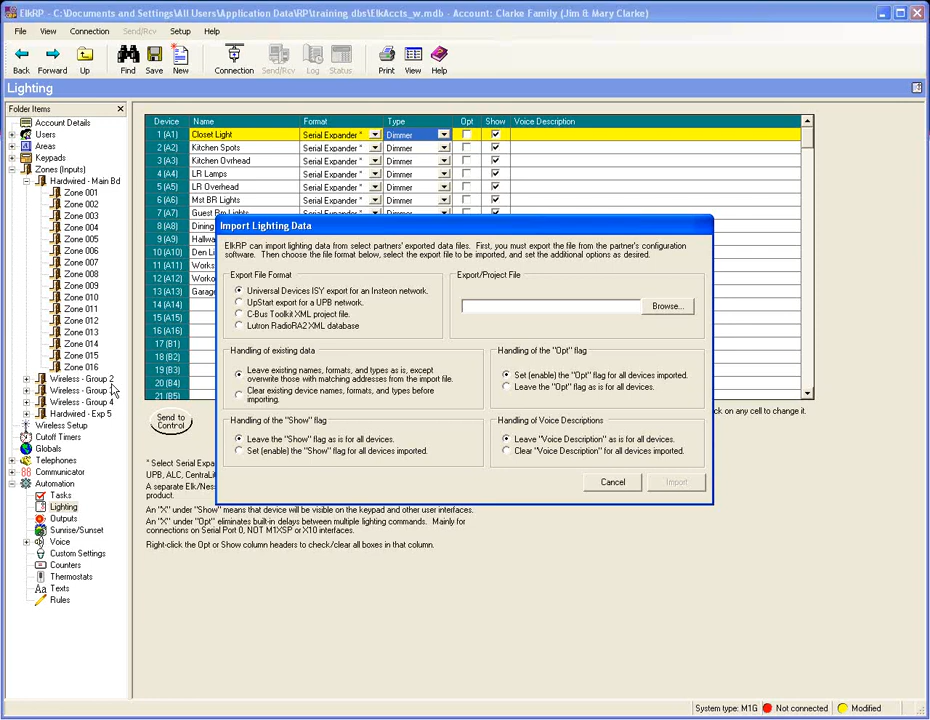 ElkRP - C:\Documents and Settings\All Users\Application Data\RP\training dbs\ElkAccts_w.mdb - Account: Clarke Family (Jim & Mary Clarke)
File View Connection Send/Rcv Setup Help
Back Forward Up Find Save New Connection Send/Rcv Log Status Print View Help
Lighting
Folder Items
Account Details
Users
Areas
Keypads
Zones (Inputs)
Hardwired - Main Bd
Zone 001
Zone 002
Zone 003
Zone 004
Zone 005
Zone 006
Zone 007
Zone 008
Zone 009
Zone 010
Zone 011
Zone 012
Zone 013
Zone 014
Zone 015
Zone 016
Wireless - Group 2
Wireless - Group
Wireless - Group 4
Hardwired - Exp 5
Wireless Setup
Cutoff Timers
Globals
Telephones
Communicator
Automation
Tasks
Lighting
Outputs
Sunrise/Sunset
Voice
Custom Settings
Counters
Thermostats
Texts
Rules
Device Name Format Type Opt Show Voice Description
1 (A1) Closet Light Serial Expander * Dimmer
2 (A2) Kitchen Spots Serial Expander * Dimmer
3 (A3) Kitchen Ovrhead Serial Expander * Dimmer
4 (A4) LR Lamps Serial Expander * Dimmer
5 (A5) LR Overhead Serial Expander * Dimmer
6 (A6) Mst BR Lights Serial Expander * Dimmer
7 (A7) Guest Rm Lights Serial Expander * Dimmer
8 (A8) Dining
9 (A9) Hallwa
10 (A10) Den Li
11 (A11) Works
12 (A12) Worko
13 (A13) Garag
14 (A14)
15 (A15)
16 (A16)
17 (B1)
18 (B2)
19 (B3)
20 (B4)
21 (B5)
Import Lighting Data
ElkRP can import lighting data from select partners' exported data files. First, you must export the file from the partner's configuration
software. Then choose the file format below, select the export file to be imported, and set the additional options as desired.
Export File Format
Universal Devices ISY export for an Insteon network.
UpStart export for a UPB network.
C-Bus Toolkit XML project file.
Lutron RadioRA2 XML database
Export/Project File
Browse...
Handling of existing data
Leave existing names, formats, and types as is, except
overwrite those with matching addresses from the import file.
Clear existing device names, formats, and types before
importing.
Handling of the "Opt" flag
Set (enable) the "Opt" flag for all devices imported.
Leave the "Opt" flag as is for all devices.
Handling of the "Show" flag
Leave the "Show" flag as is for all devices.
Set (enable) the "Show" flag for all devices imported.
Handling of Voice Descriptions
Leave "Voice Description" as is for all devices.
Clear "Voice Description" for all devices imported.
Cancel Import
Send to
Control
ck on any cell to change it.
* Select Serial Expa
UPB, ALC, CentraLit
A separate Elk/Ness
product.
An "X" under "Show" means that device will be visible on the keypad and other user interfaces.
An "X" under "Opt" eliminates built-in delays between multiple lighting commands. Mainly for
connections on Serial Port 0, NOT M1XSP or X10 interfaces.
Right-click the Opt or Show column headers to check/clear all boxes in that column.
System type: M1G Not connected Modified